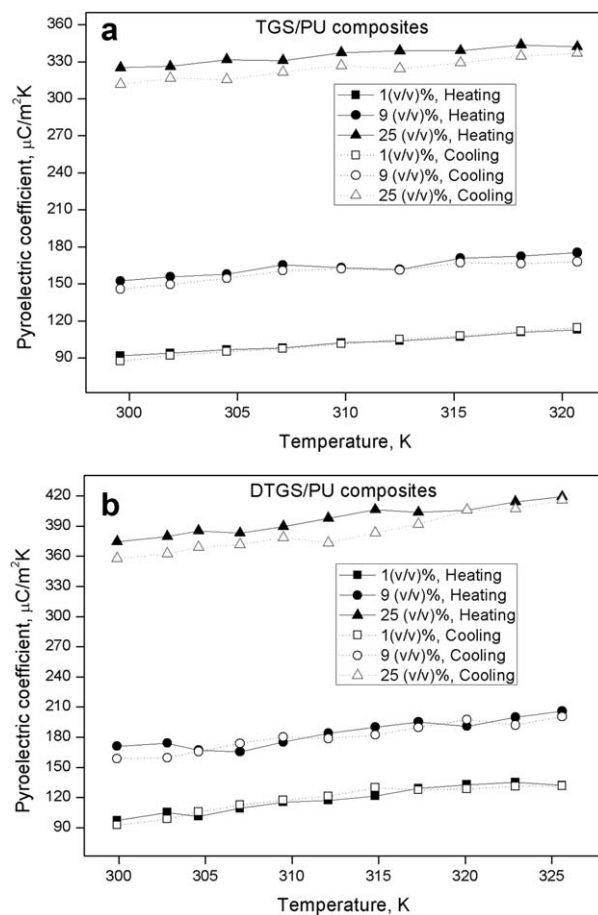 a
TGS/PU composites
Pyroelectric coefficient, μC/m²K
360
330
300
270
240
210
180
150
120
90
1(v/v)%, Heating
9 (v/v)%, Heating
25 (v/v)%, Heating
1(v/v)%, Cooling
9 (v/v)%, Cooling
25 (v/v)%, Cooling
300 305 310 315 320
Temperature, K
b
DTGS/PU composites
Pyroelectric coefficient, μC/m²K
420
390
360
330
300
270
240
210
180
150
120
90
1(v/v)%, Heating
9 (v/v)%, Heating
25 (v/v)%, Heating
1(v/v)%, Cooling
9 (v/v)%, Cooling
25 (v/v)%, Cooling
300 305 310 315 320 325
Temperature, K